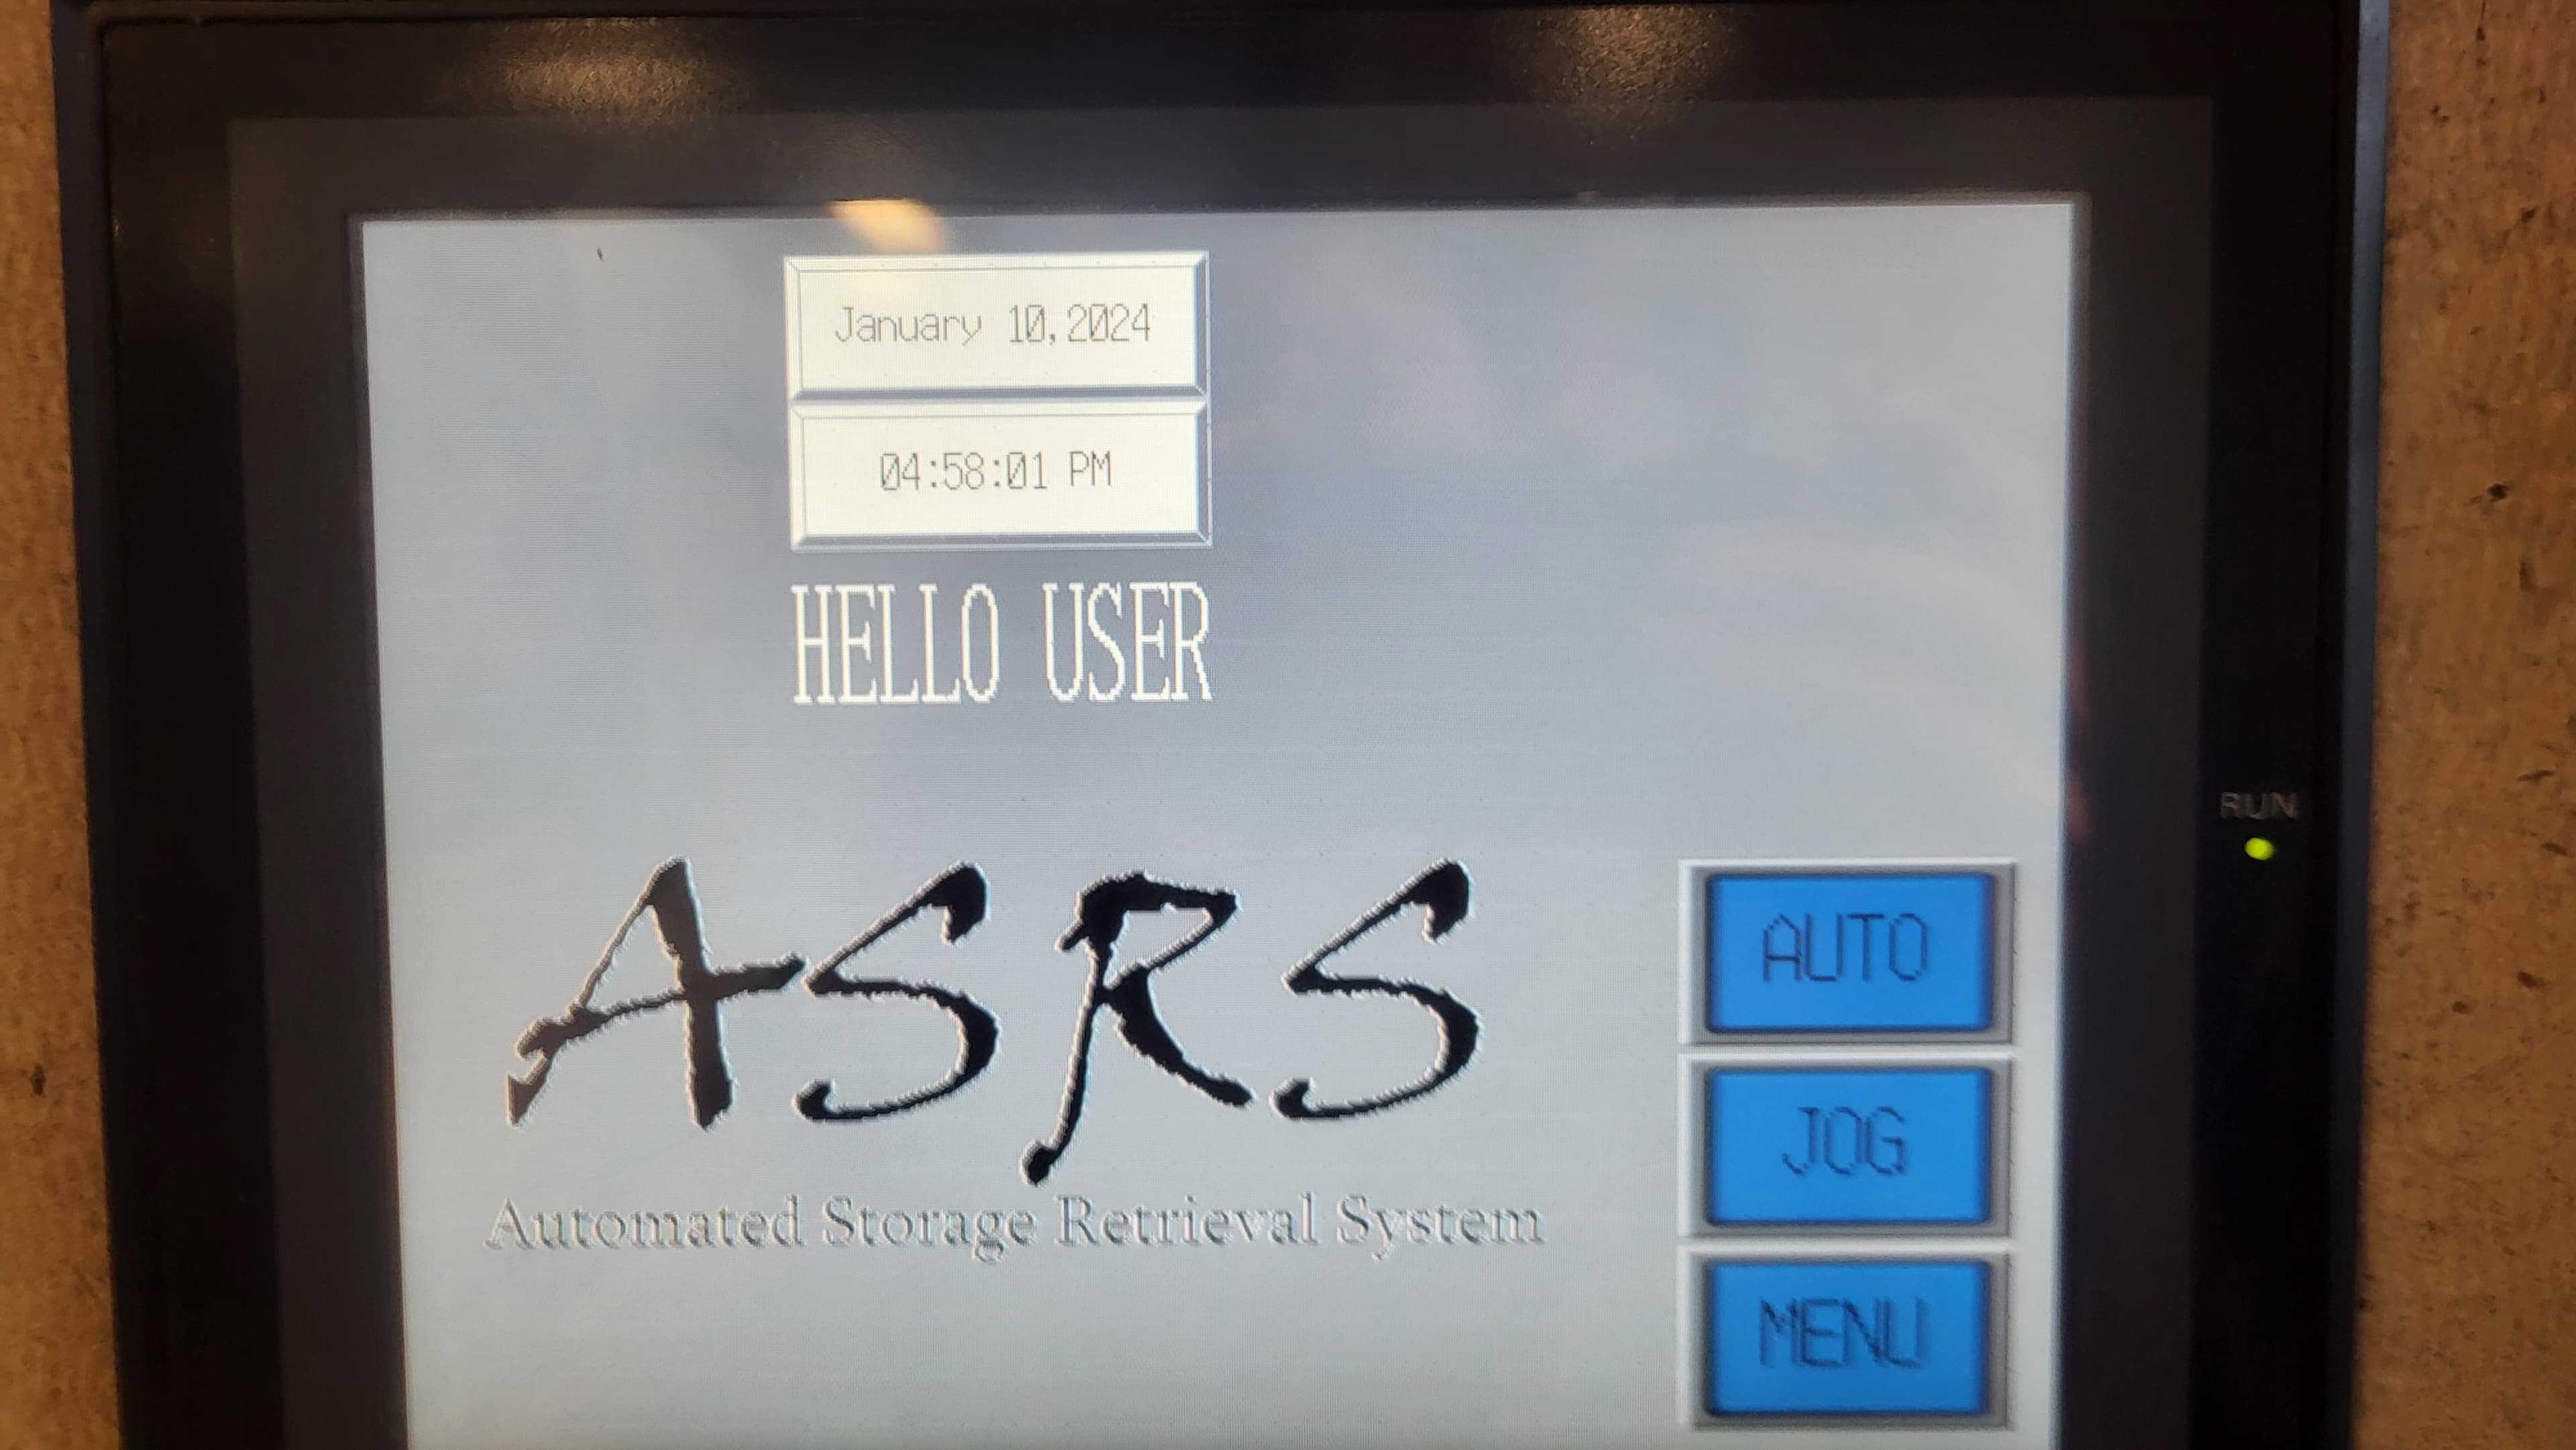 January 10,2024
04:58:01 PM
HELLO USER
RUN
ASRS
AUTO
JOG
Automated Storage Retrieval System
MENU